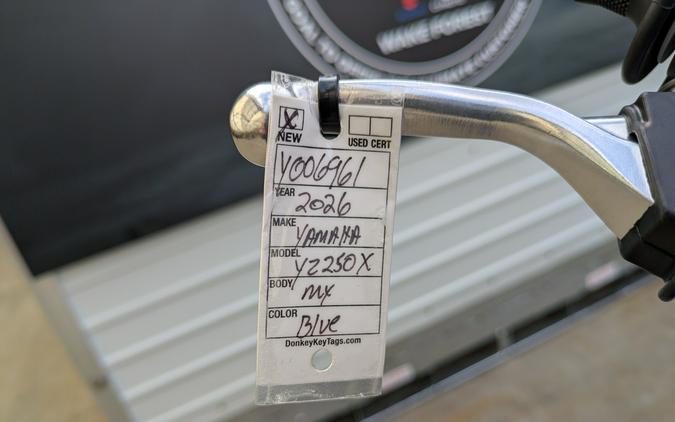 WAKE FOREST
X
NEW USED CERT
Y006961
YEAR 2026
MAKE YAMAHA
MODEL YZ250X
BODY MX
COLOR Blue
DonkeyKeyTags.com